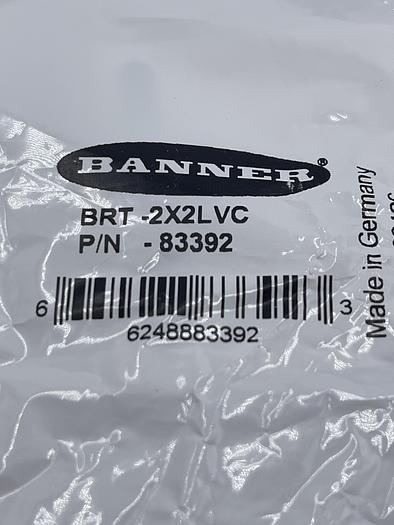 BANNER®
BRT -2X2LVC
P/N - 83392
6 3
6248883392
Made in Germany